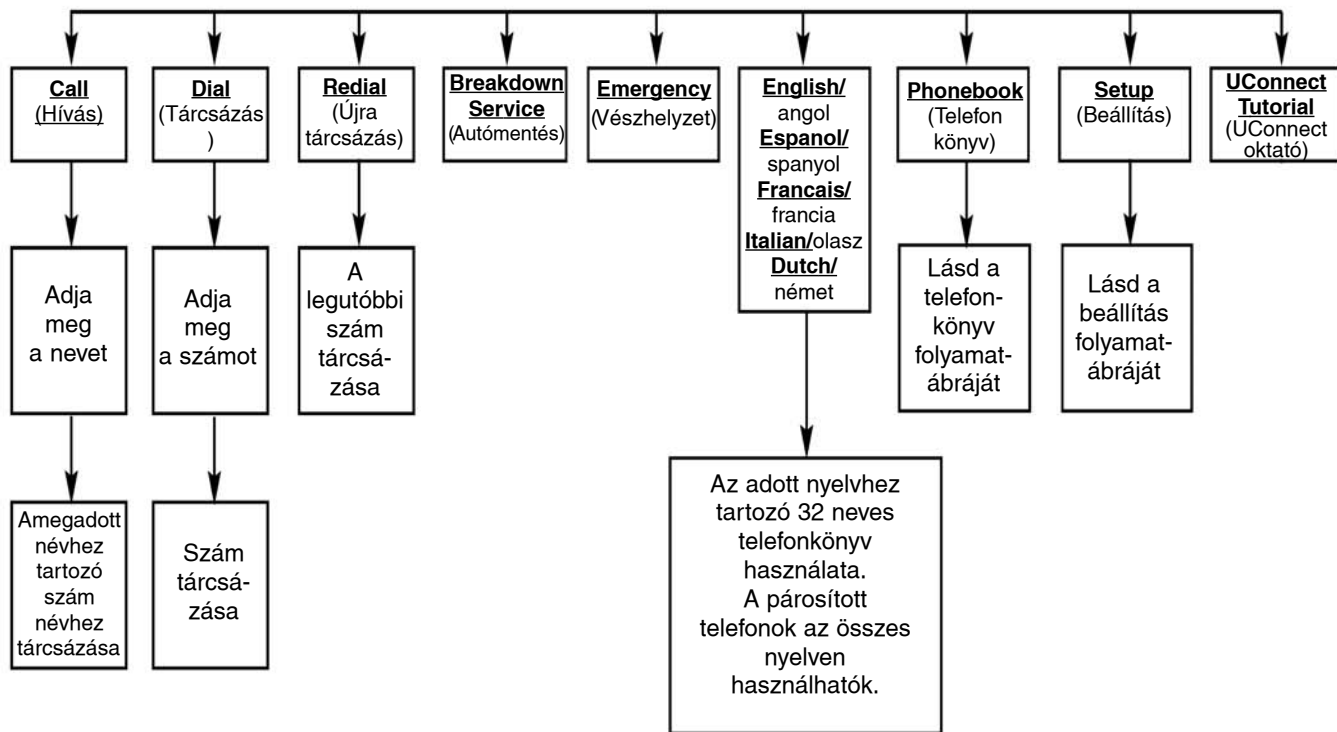 Call
(Hívás)
Dial
(Tárcsázás
)
Redial
(Újra
tárcsázás)
Breakdown
Service
(Autómentés)
Emergency
(Vészhelyzet)
English/
angol
Espanol/
spanyol
Francais/
francia
Italian/olasz
Dutch/
német
Phonebook
(Telefon
könyv)
Setup
(Beállítás)
UConnect
Tutorial
(UConnect
oktató)
Adja
meg
a nevet
Adja
meg
a számot
A
legutóbbi
szám
tárcsá-
zása
Lásd a
telefon-
könyv
folyamat-
ábráját
Lásd a
beállítás
folyamat-
ábráját
Amegadott
névhez
tartozó
szám
névhez
tárcsázása
Szám
tárcsá-
zása
Az adott nyelvhez
tartozó 32 neves
telefonkönyv
használata.
A párosított
telefonok az összes
nyelven
használhatók.